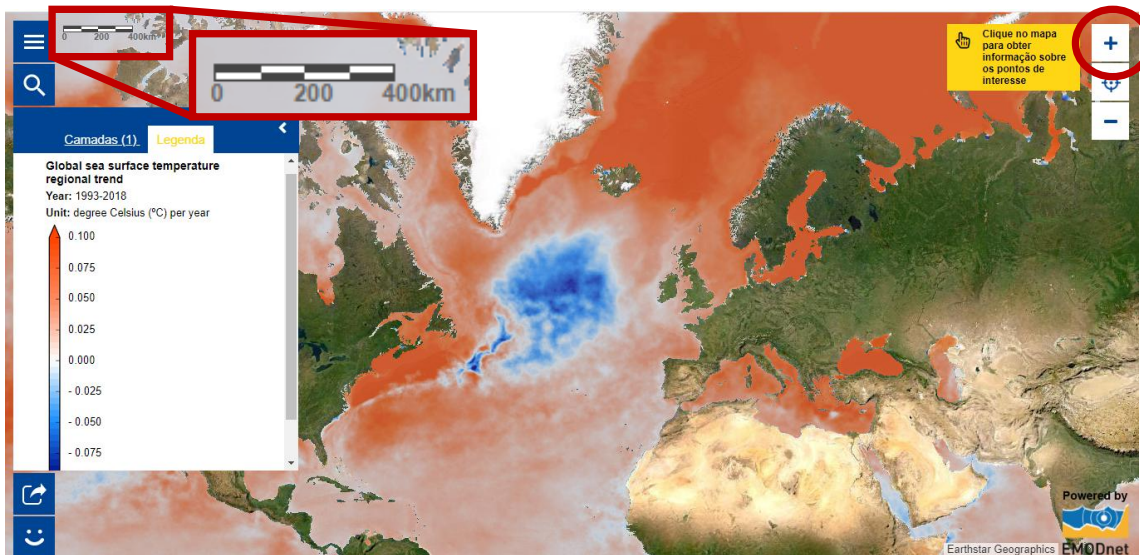 0 200 400km
0 200 400km
Clique no mapa
para obter
informação sobre
os pontos de
interesse
+
−
Camadas (1)
Legenda
Global sea surface temperature
regional trend
Year: 1993-2018
Unit: degree Celsius (ºC) per year
0.100
0.075
0.050
0.025
0.000
- 0.025
- 0.050
- 0.075
Powered by
EMODnet
Earthstar Geographics